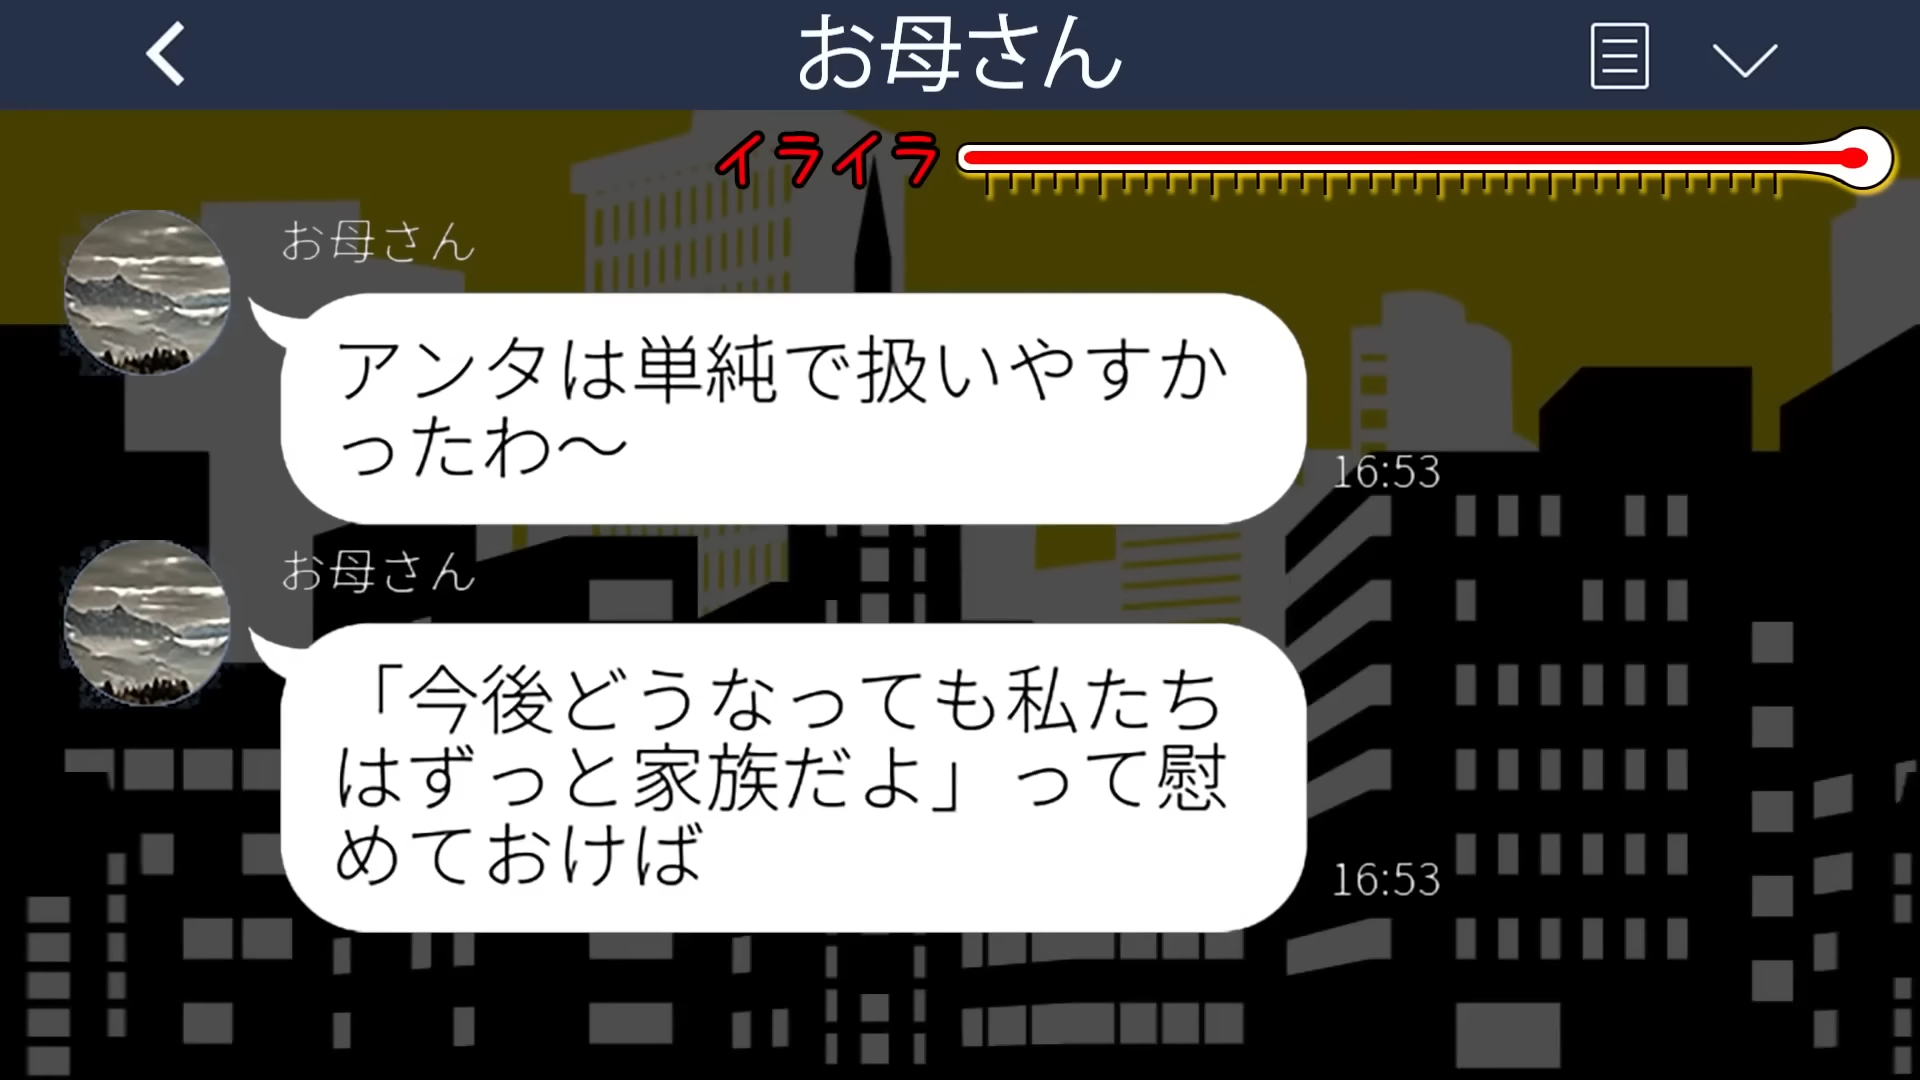 お母さん
イライラ
お母さん
アンタは単純で扱いやすか
ったわ〜
16:53
お母さん
「今後どうなっても私たち
はずっと家族だよ」って慰
めておけば
16:53